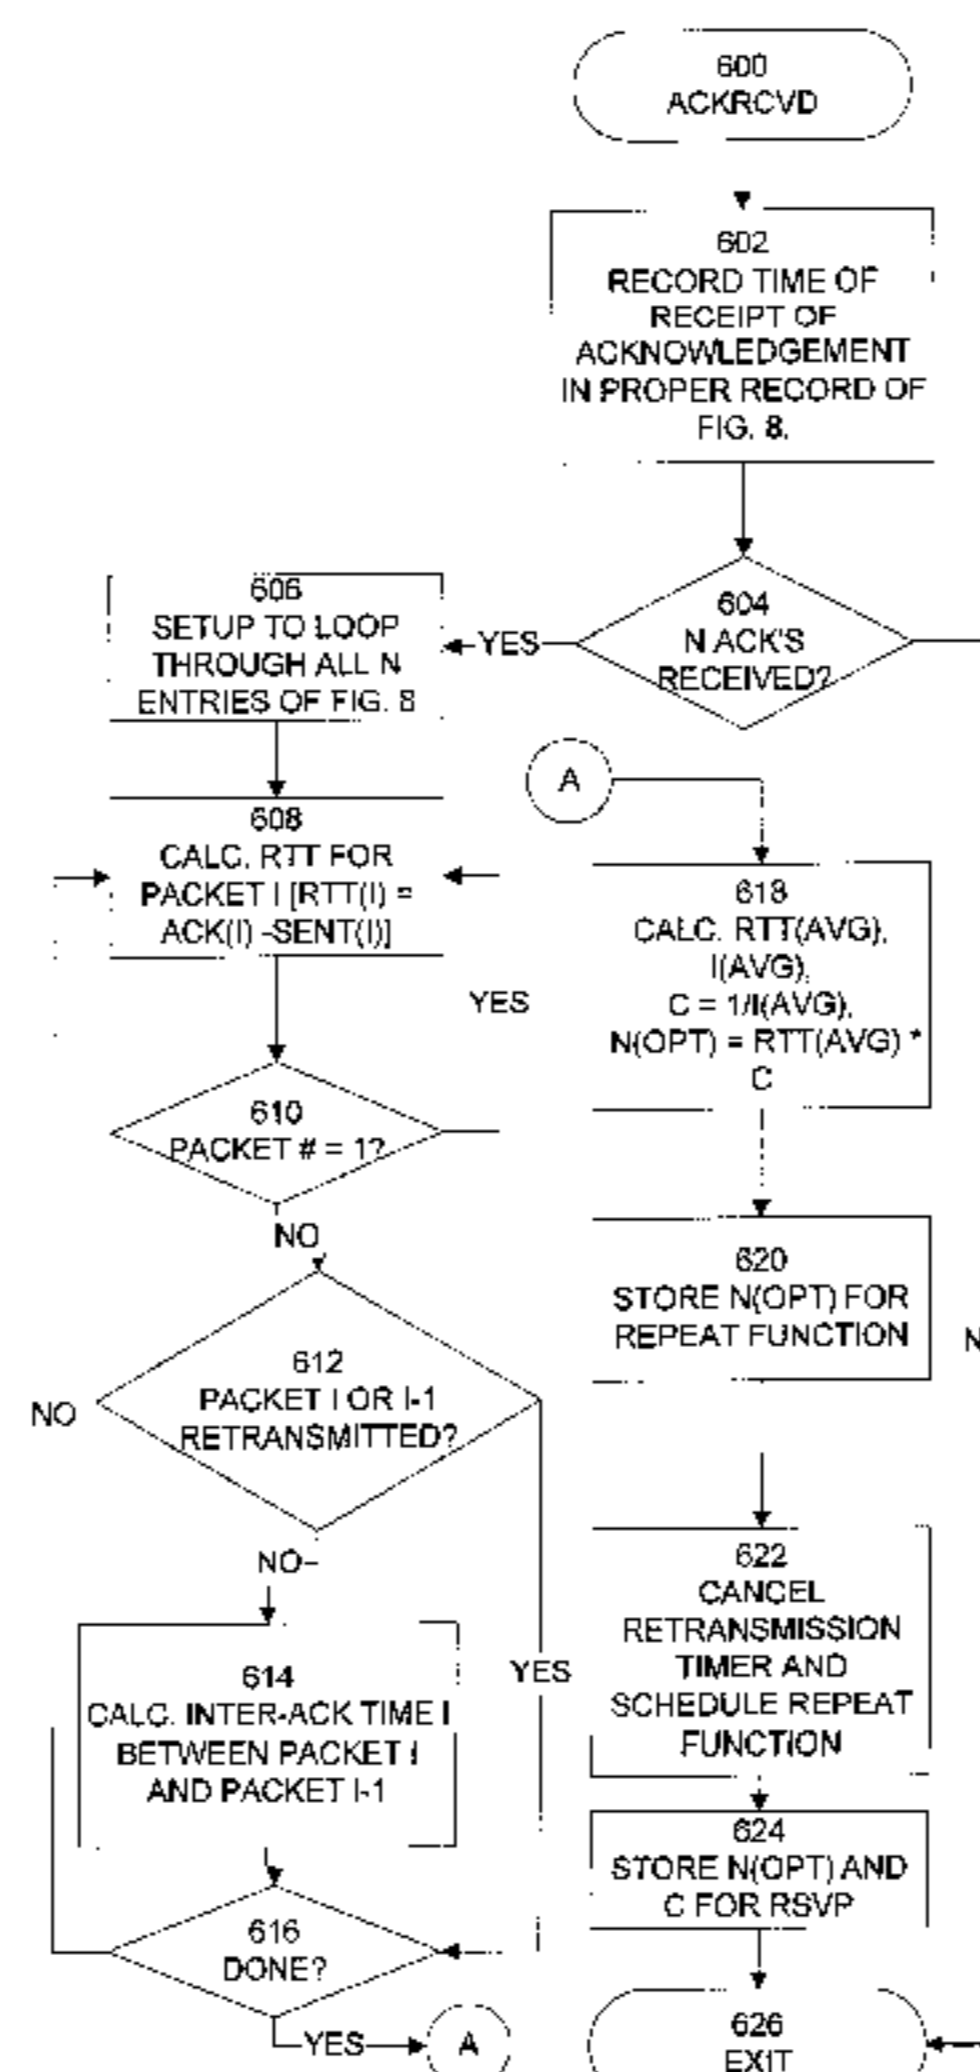 600
ACKRCVD
602
RECORD TIME OF
RECEIPT OF
ACKNOWLEDGEMENT
IN PROPER RECORD OF
FIG. 8.
604
N ACK'S
RECEIVED?
YES
606
SETUP TO LOOP
THROUGH ALL N
ENTRIES OF FIG. 8
608
CALC. RTT FOR
PACKET I [RTT(I) =
ACK(I) -SENT(I)]
YES
610
PACKET # = 1?
NO
612
PACKET I OR I-1
RETRANSMITTED?
NO
NO
YES
614
CALC. INTER-ACK TIME I
BETWEEN PACKET I
AND PACKET I-1
616
DONE?
YES
A
A
618
CALC. RTT(AVG),
I(AVG),
C = 1/I(AVG),
N(OPT) = RTT(AVG) *
C
620
STORE N(OPT) FOR
REPEAT FUNCTION
N
622
CANCEL
RETRANSMISSION
TIMER AND
SCHEDULE REPEAT
FUNCTION
624
STORE N(OPT) AND
C FOR RSVP
626
EXIT